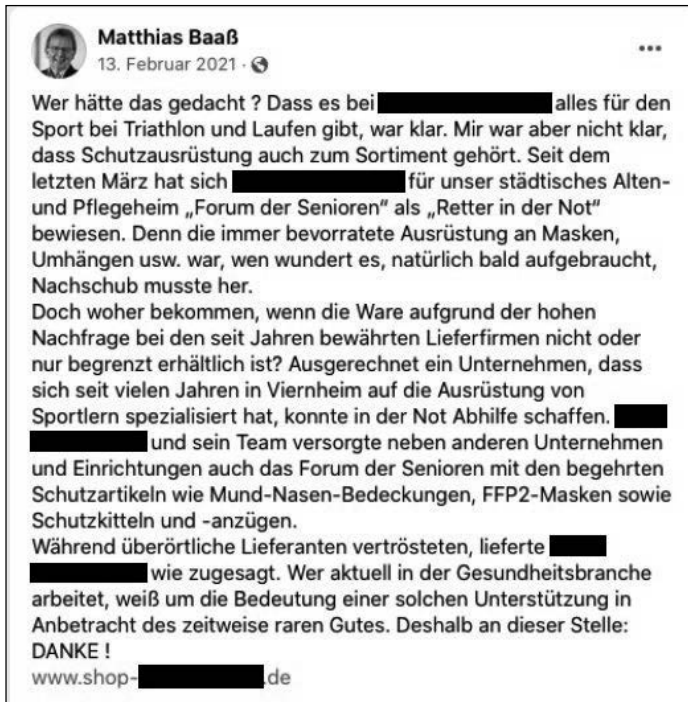 Matthias Baaß
13. Februar 2021 ·
Wer hätte das gedacht ? Dass es bei alles für den
Sport bei Triathlon und Laufen gibt, war klar. Mir war aber nicht klar,
dass Schutzausrüstung auch zum Sortiment gehört. Seit dem
letzten März hat sich für unser städtisches Alten-
und Pflegeheim „Forum der Senioren“ als „Retter in der Not“
bewiesen. Denn die immer bevorratete Ausrüstung an Masken,
Umhängen usw. war, wen wundert es, natürlich bald aufgebraucht,
Nachschub musste her.
Doch woher bekommen, wenn die Ware aufgrund der hohen
Nachfrage bei den seit Jahren bewährten Lieferfirmen nicht oder
nur begrenzt erhältlich ist? Ausgerechnet ein Unternehmen, dass
sich seit vielen Jahren in Viernheim auf die Ausrüstung von
Sportlern spezialisiert hat, konnte in der Not Abhilfe schaffen.
und sein Team versorgte neben anderen Unternehmen
und Einrichtungen auch das Forum der Senioren mit den begehrten
Schutzartikeln wie Mund-Nasen-Bedeckungen, FFP2-Masken sowie
Schutzkitteln und -anzügen.
Während überörtliche Lieferanten vertrösteten, lieferte
wie zugesagt. Wer aktuell in der Gesundheitsbranche
arbeitet, weiß um die Bedeutung einer solchen Unterstützung in
Anbetracht des zeitweise raren Gutes. Deshalb an dieser Stelle:
DANKE !
www.shop- .de